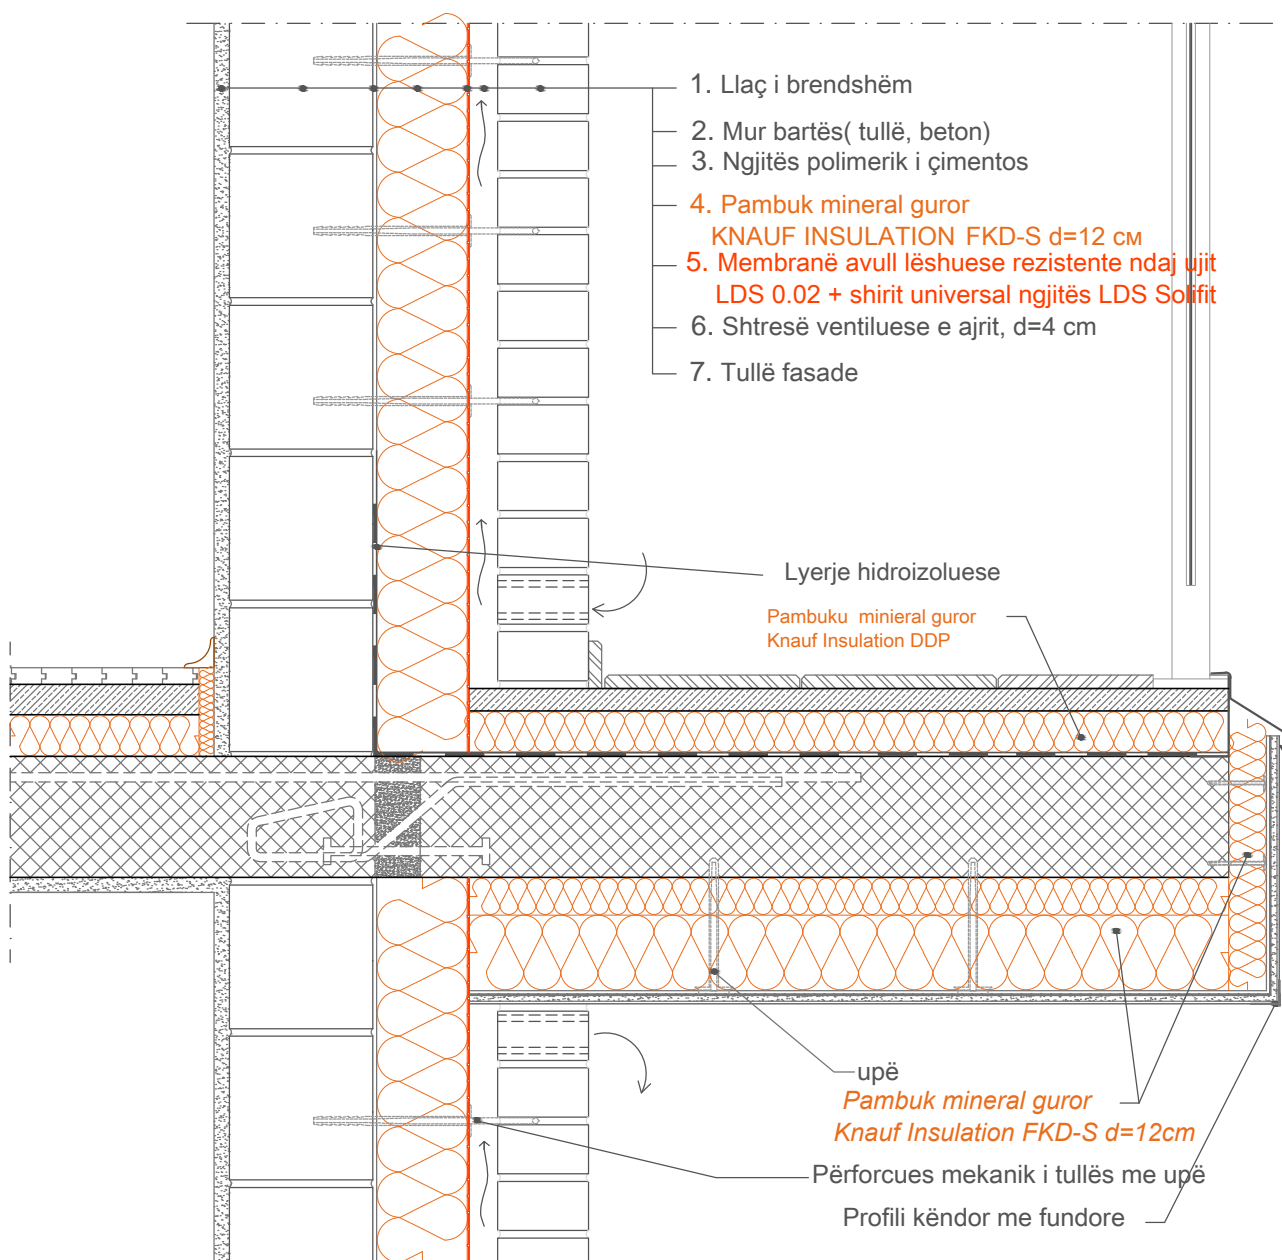 1. Llaç i brendshëm
2. Mur bartës( tullë, beton)
3. Ngjitës polimerik i çimentos
4. Pambuk mineral guror
KNAUF INSULATION FKD-S d=12 см
5. Membranë avull lëshuese rezistente ndaj ujit
LDS 0.02 + shirit universal ngjitës LDS Solifit
6. Shtresë ventiluese e ajrit, d=4 cm
7. Tullë fasade
Lyerje hidroizoluese
Pambuku minieral guror
Knauf Insulation DDP
upë
Pambuk mineral guror
Knauf Insulation FKD-S d=12cm
Përforcues mekanik i tullës me upë
Profili këndor me fundore